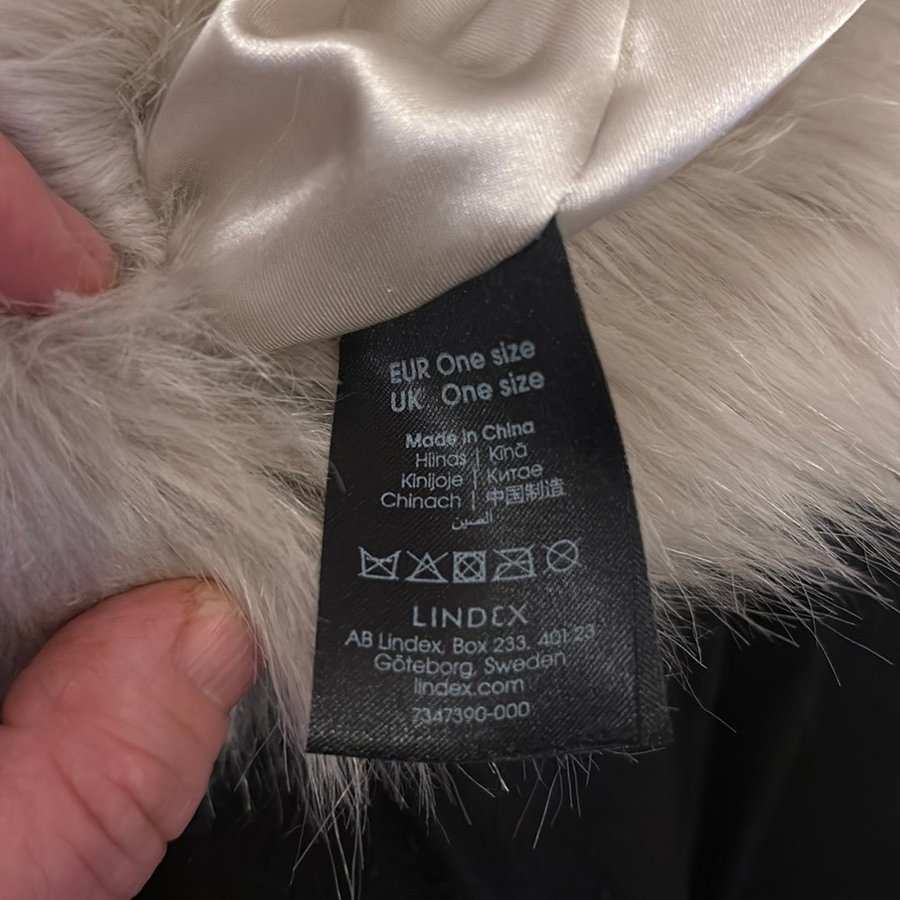 EUR One size
UK One size
Made in China
Hiinas | Kīnā
Kinijoje | Китае
Chinach | 中国制造
الصين
LINDEX
AB Lindex, Box 233, 401 23
Göteborg, Sweden
lindex.com
7347390-000